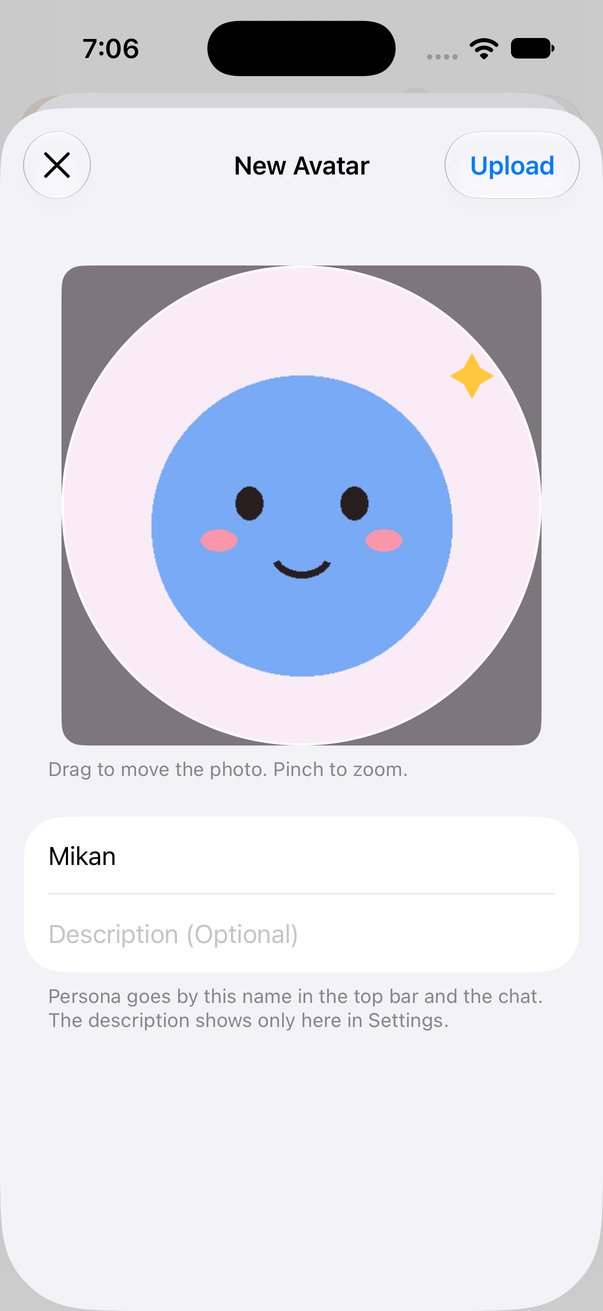 7:06
New Avatar
Upload
Drag to move the photo. Pinch to zoom.
Mikan
Description (Optional)
Persona goes by this name in the top bar and the chat.
The description shows only here in Settings.